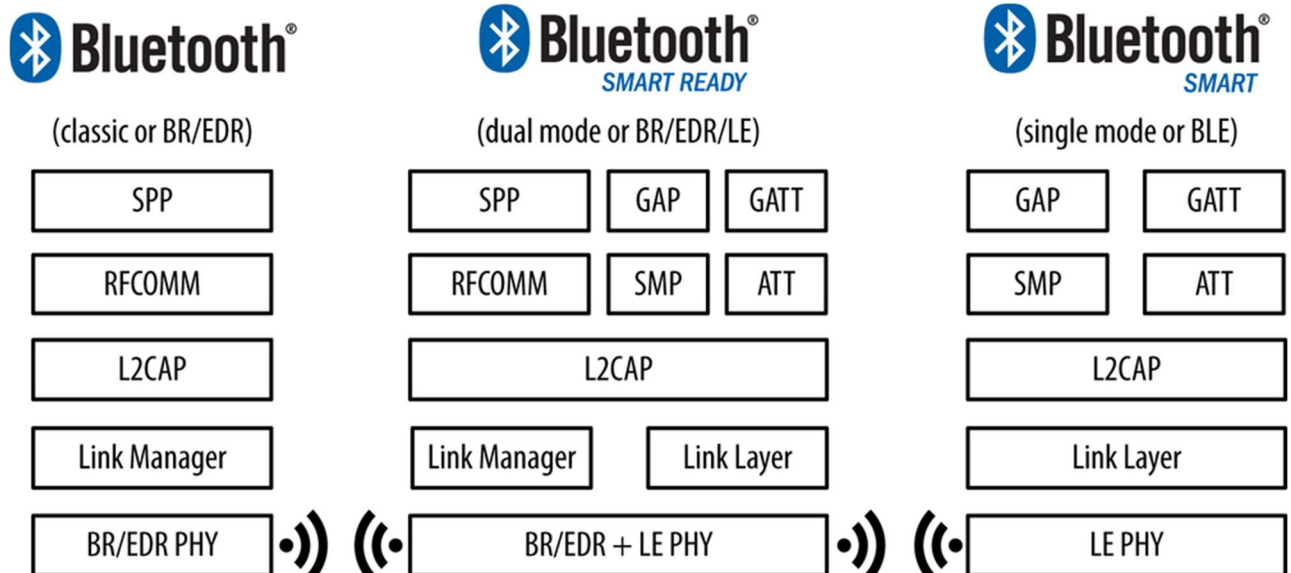 Bluetooth®
(classic or BR/EDR)
SPP
RFCOMM
L2CAP
Link Manager
BR/EDR PHY
Bluetooth®
SMART READY
(dual mode or BR/EDR/LE)
SPP GAP GATT
RFCOMM SMP ATT
L2CAP
Link Manager Link Layer
BR/EDR + LE PHY
Bluetooth®
SMART
(single mode or BLE)
GAP GATT
SMP ATT
L2CAP
Link Layer
LE PHY